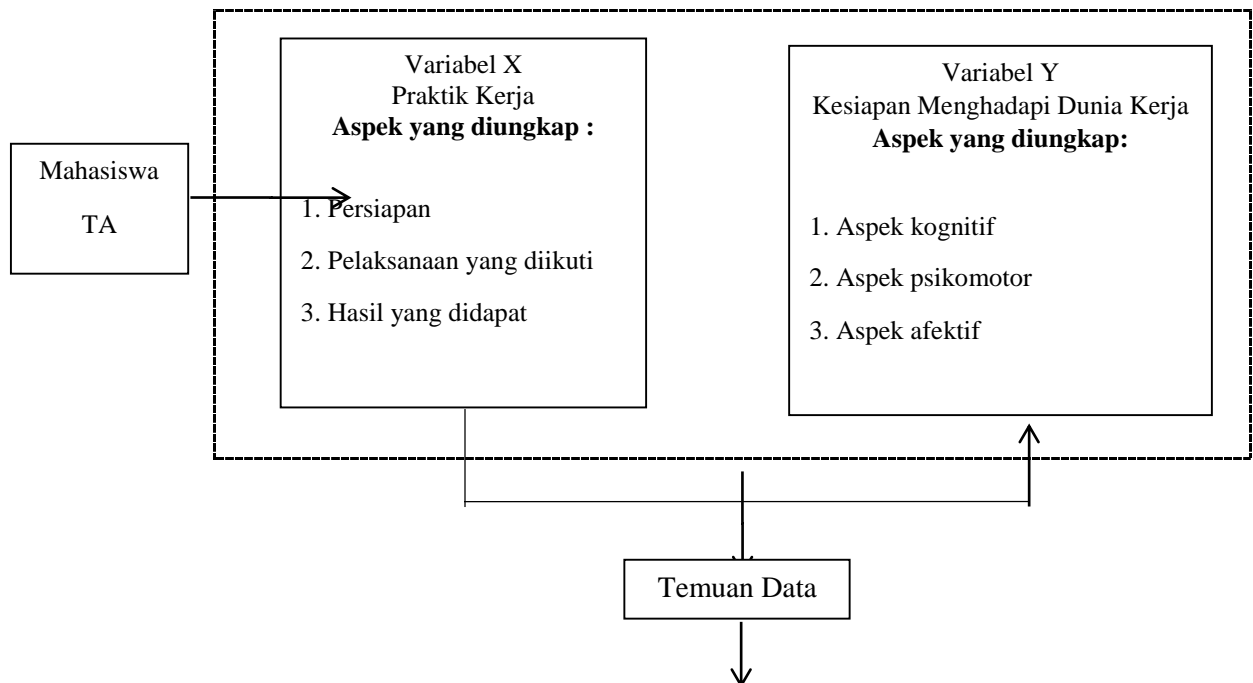 Mahasiswa
TA
Variabel X
Praktik Kerja
Aspek yang diungkap :
1. Persiapan
2. Pelaksanaan yang diikuti
3. Hasil yang didapat
Variabel Y
Kesiapan Menghadapi Dunia Kerja
Aspek yang diungkap:
1. Aspek kognitif
2. Aspek psikomotor
3. Aspek afektif
Temuan Data